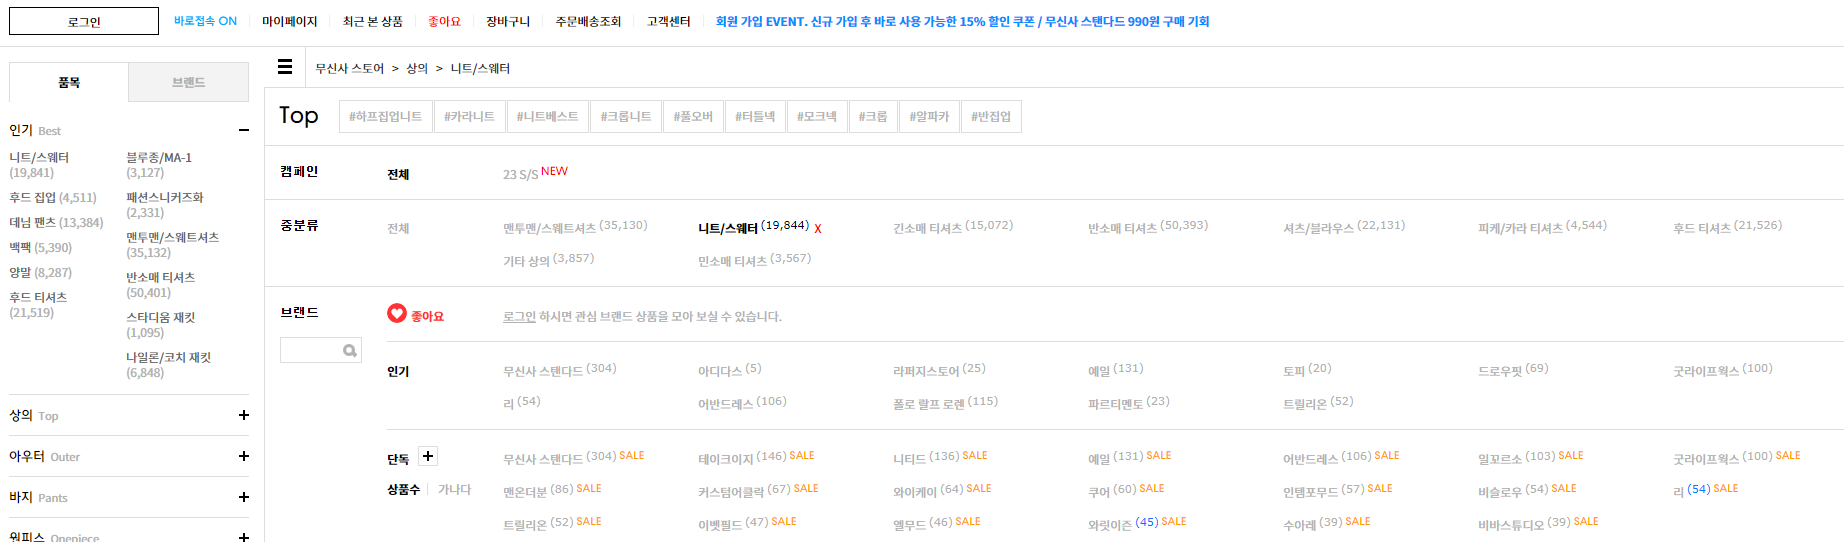 로그인 바로접속 ON 마이페이지 최근 본 상품 좋아요 장바구니 주문배송조회 고객센터 회원 가입 EVENT. 신규 가입 후 바로 사용 가능한 15% 할인 쿠폰 / 무신사 스탠다드 990원 구매 기회
품목 브랜드
인기 Best
니트/스웨터
(19,841)
후드 집업 (4,511)
데님 팬츠 (13,384)
백팩 (5,390)
양말 (8,287)
후드 티셔츠
(21,519)
블루종/MA-1
(3,127)
패션스니커즈화
(2,331)
맨투맨/스웨트셔츠
(35,132)
반소매 티셔츠
(50,401)
스타디움 재킷
(1,095)
나일론/코치 재킷
(6,848)
상의 Top
아우터 Outer
바지 Pants
원피스 Onepiece
무신사 스토어 > 상의 > 니트/스웨터
Top #하프집업니트 #카라니트 #니트베스트 #크롭니트 #풀오버 #터틀넥 #모크넥 #크롭 #알파카 #반집업
캠페인 전체 23 S/S NEW
중분류 전체 맨투맨/스웨트셔츠 (35,130) 니트/스웨터 (19,844) X 긴소매 티셔츠 (15,072) 반소매 티셔츠 (50,393) 셔츠/블라우스 (22,131) 피케/카라 티셔츠 (4,544) 후드 티셔츠 (21,526)
기타 상의 (3,857) 민소매 티셔츠 (3,567)
브랜드 좋아요 로그인 하시면 관심 브랜드 상품을 모아 보실 수 있습니다.
인기 무신사 스탠다드 (304) 아디다스 (5) 라퍼지스토어 (25) 예일 (131) 토피 (20) 드로우핏 (69) 굿라이프웍스 (100)
리 (54) 어반드레스 (106) 폴로 랄프 로렌 (115) 파르티멘토 (23) 트릴리온 (52)
단독 무신사 스탠다드 (304) SALE 테이크이지 (146) SALE 니티드 (136) SALE 예일 (131) SALE 어반드레스 (106) SALE 일꼬르소 (103) SALE 굿라이프웍스 (100) SALE
상품수 가나다 맨온더분 (86) SALE 커스텀어클락 (67) SALE 와이케이 (64) SALE 쿠어 (60) SALE 인템포무드 (57) SALE 비슬로우 (54) SALE 리 (54) SALE
트릴리온 (52) SALE 이벳필드 (47) SALE 엘무드 (46) SALE 와릿이즌 (45) SALE 수아레 (39) SALE 비바스튜디오 (39) SALE